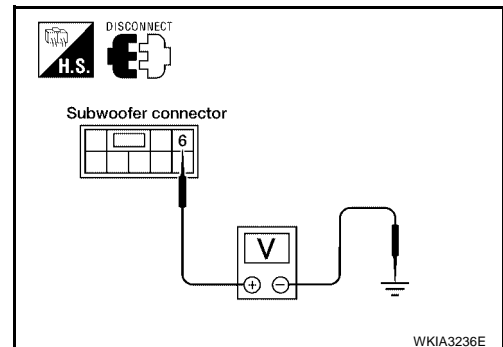 DISCONNECT
H.S.
Subwoofer connector
6
V
+ −
WKIA3236E